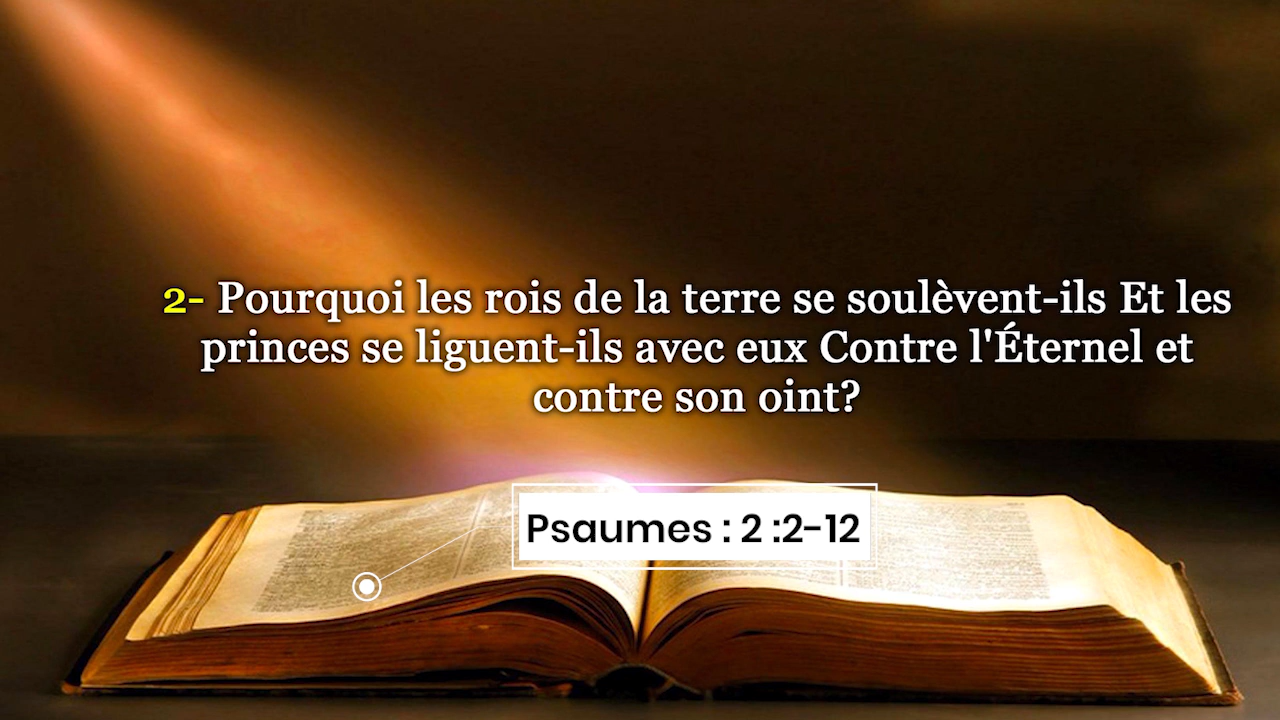 2- Pourquoi les rois de la terre se soulèvent-ils Et les
princes se liguent-ils avec eux Contre l'Éternel et
contre son oint?
Psaumes : 2 :2-12